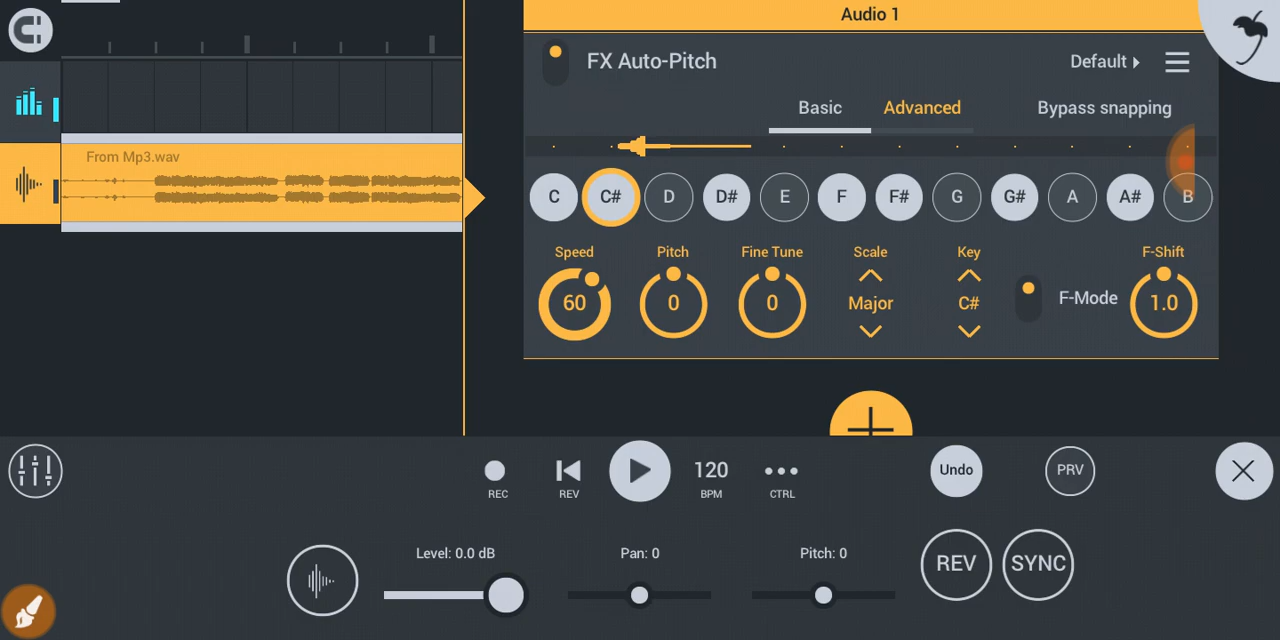 Audio 1
FX Auto-Pitch
Default
Basic Advanced Bypass snapping
From Mp3.wav
C C# D D# E F F# G G# A A# B
Speed Pitch Fine Tune Scale Key F-Shift
60 0 0 Major C# F-Mode 1.0
120 Undo PRV
REC REV BPM CTRL
Level: 0.0 dB Pan: 0 Pitch: 0
REV SYNC